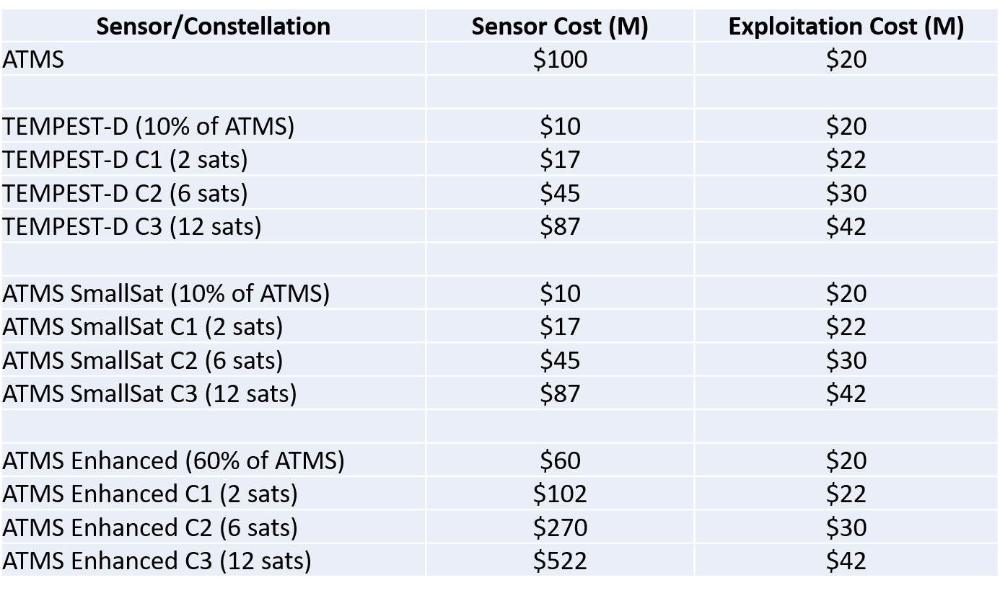 Sensor/Constellation Sensor Cost (M) Exploitation Cost (M)
ATMS $100 $20
TEMPEST-D (10% of ATMS) $10 $20
TEMPEST-D C1 (2 sats) $17 $22
TEMPEST-D C2 (6 sats) $45 $30
TEMPEST-D C3 (12 sats) $87 $42
ATMS SmallSat (10% of ATMS) $10 $20
ATMS SmallSat C1 (2 sats) $17 $22
ATMS SmallSat C2 (6 sats) $45 $30
ATMS SmallSat C3 (12 sats) $87 $42
ATMS Enhanced (60% of ATMS) $60 $20
ATMS Enhanced C1 (2 sats) $102 $22
ATMS Enhanced C2 (6 sats) $270 $30
ATMS Enhanced C3 (12 sats) $522 $42